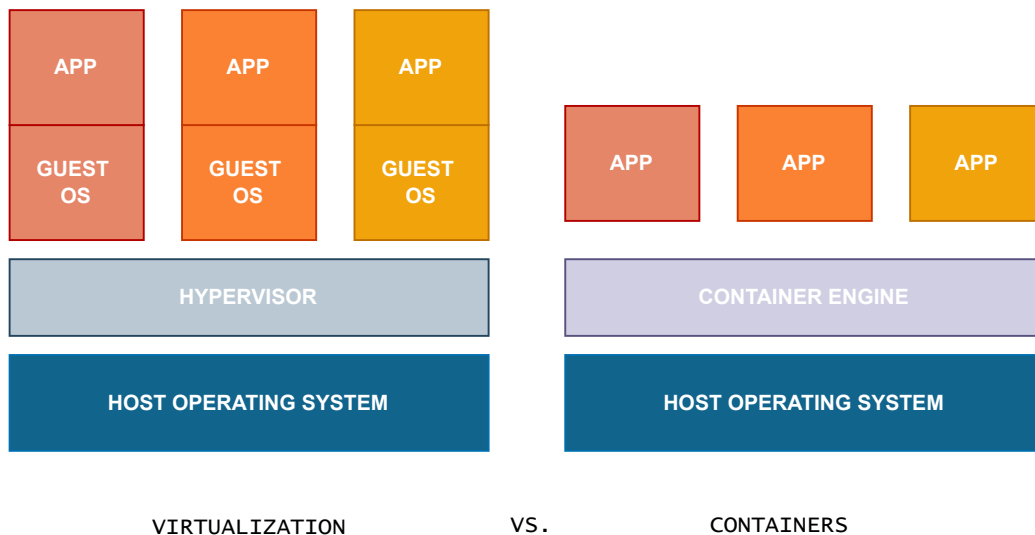 APP
APP
APP
GUEST
OS
GUEST
OS
GUEST
OS
HYPERVISOR
HOST OPERATING SYSTEM
APP
APP
APP
CONTAINER ENGINE
HOST OPERATING SYSTEM
VIRTUALIZATION
VS.
CONTAINERS